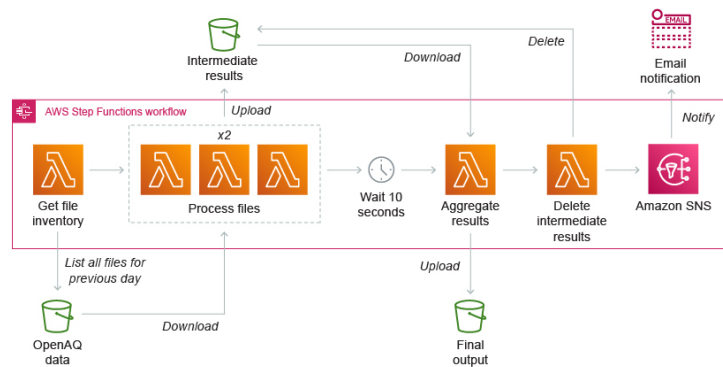 EMAIL
Intermediate
results
Download
Delete
Email
notification
AWS Step Functions workflow
Upload
Notify
x2
Get file
inventory
Process files
Wait 10
seconds
Aggregate
results
Delete
intermediate
results
Amazon SNS
List all files for
previous day
Upload
OpenAQ
data
Download
Final
output